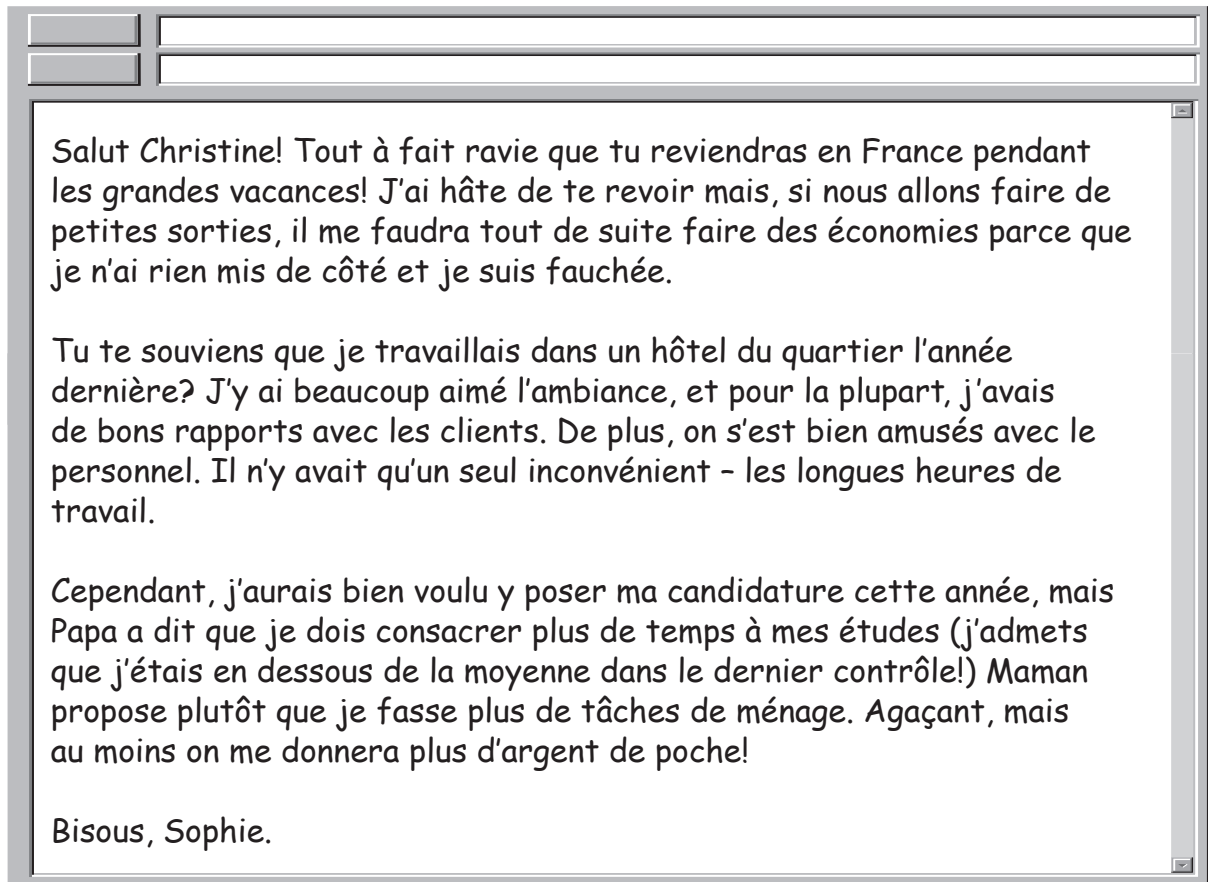 Salut Christine! Tout à fait ravie que tu reviendras en France pendant
les grandes vacances! J'ai hâte de te revoir mais, si nous allons faire de
petites sorties, il me faudra tout de suite faire des économies parce que
je n'ai rien mis de côté et je suis fauchée.

Tu te souviens que je travaillais dans un hôtel du quartier l'année
dernière? J'y ai beaucoup aimé l'ambiance, et pour la plupart, j'avais
de bons rapports avec les clients. De plus, on s'est bien amusés avec le
personnel. Il n'y avait qu'un seul inconvénient – les longues heures de
travail.

Cependant, j'aurais bien voulu y poser ma candidature cette année, mais
Papa a dit que je dois consacrer plus de temps à mes études (j'admets
que j'étais en dessous de la moyenne dans le dernier contrôle!) Maman
propose plutôt que je fasse plus de tâches de ménage. Agaçant, mais
au moins on me donnera plus d'argent de poche!

Bisous, Sophie.